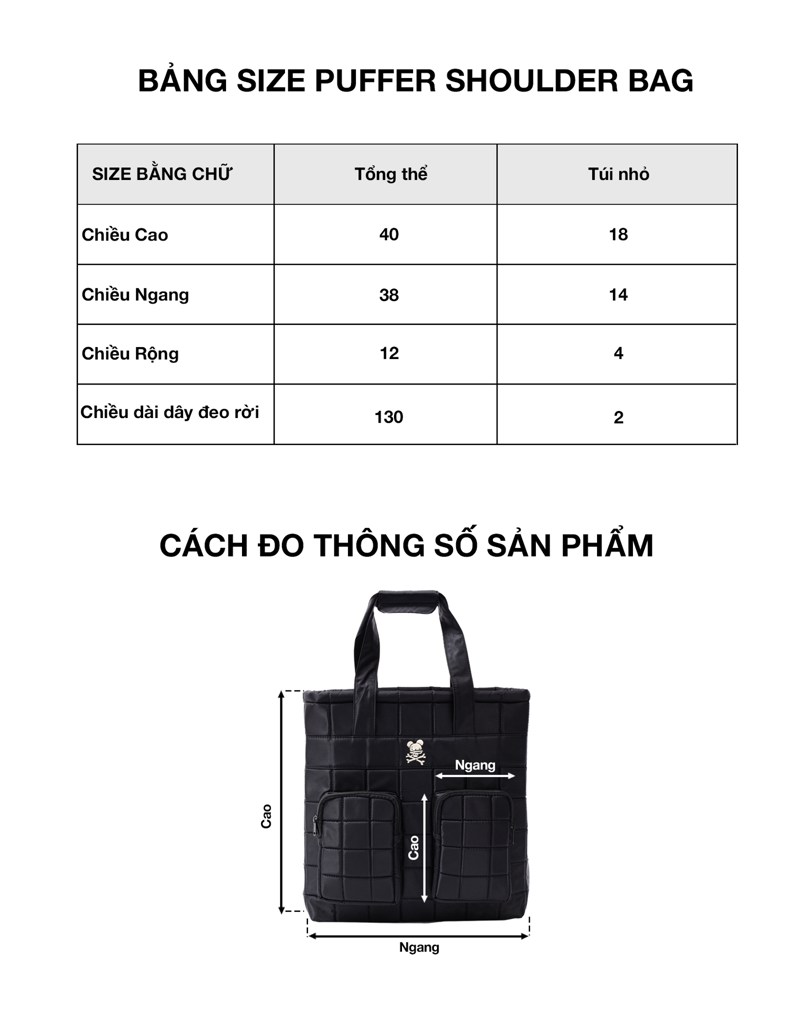 BẢNG SIZE PUFFER SHOULDER BAG
SIZE BẰNG CHỮ Tổng thể Túi nhỏ
Chiều Cao 40 18
Chiều Ngang 38 14
Chiều Rộng 12 4
Chiều dài dây đeo rời 130 2
CÁCH ĐO THÔNG SỐ SẢN PHẨM
Ngang
Cao
Cao
Ngang